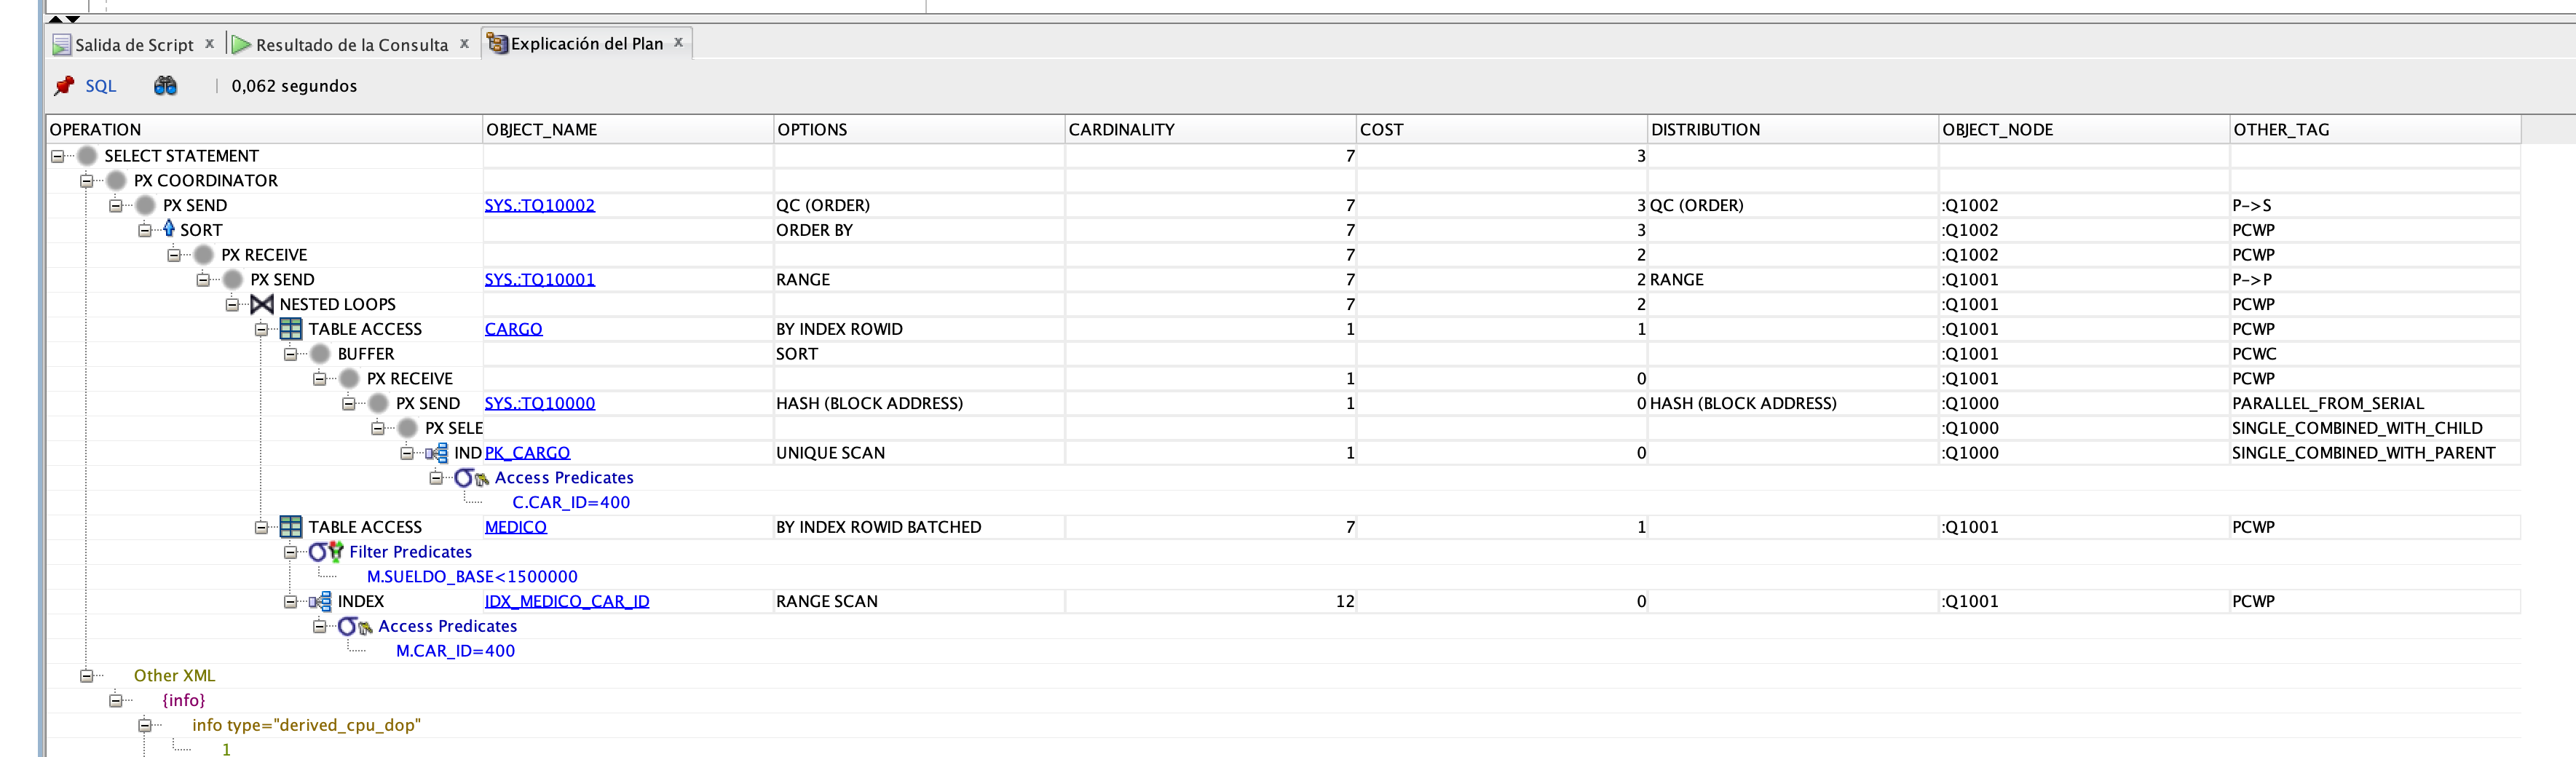 Salida de Script x Resultado de la Consulta x Explicación del Plan x
SQL 0,062 segundos
OPERATION OBJECT_NAME OPTIONS CARDINALITY COST DISTRIBUTION OBJECT_NODE OTHER_TAG
SELECT STATEMENT 7 3
PX COORDINATOR
PX SEND SYS.:TQ10002 QC (ORDER) 7 3 QC (ORDER) :Q1002 P->S
SORT ORDER BY 7 3 :Q1002 PCWP
PX RECEIVE 7 2 :Q1002 PCWP
PX SEND SYS.:TQ10001 RANGE 7 2 RANGE :Q1001 P->P
NESTED LOOPS 7 2 :Q1001 PCWP
TABLE ACCESS CARGO BY INDEX ROWID 1 1 :Q1001 PCWP
BUFFER SORT :Q1001 PCWC
PX RECEIVE 1 0 :Q1001 PCWP
PX SEND SYS.:TQ10000 HASH (BLOCK ADDRESS) 1 0 HASH (BLOCK ADDRESS) :Q1000 PARALLEL_FROM_SERIAL
PX SELE :Q1000 SINGLE_COMBINED_WITH_CHILD
IND PK_CARGO UNIQUE SCAN 1 0 :Q1000 SINGLE_COMBINED_WITH_PARENT
Access Predicates
C.CAR_ID=400
TABLE ACCESS MEDICO BY INDEX ROWID BATCHED 7 1 :Q1001 PCWP
Filter Predicates
M.SUELDO_BASE<1500000
INDEX IDX_MEDICO_CAR_ID RANGE SCAN 12 0 :Q1001 PCWP
Access Predicates
M.CAR_ID=400
Other XML
{info}
info type="derived_cpu_dop"
1